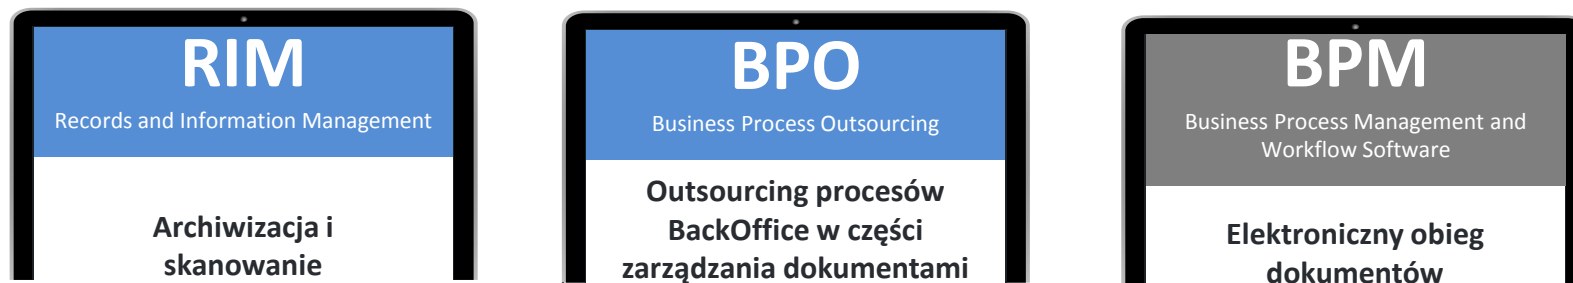 RIM
Records and Information Management
Archiwizacja i
skanowanie
BPO
Business Process Outsourcing
Outsourcing procesów
BackOffice w części
zarządzania dokumentami
BPM
Business Process Management and
Workflow Software
Elektroniczny obieg
dokumentów